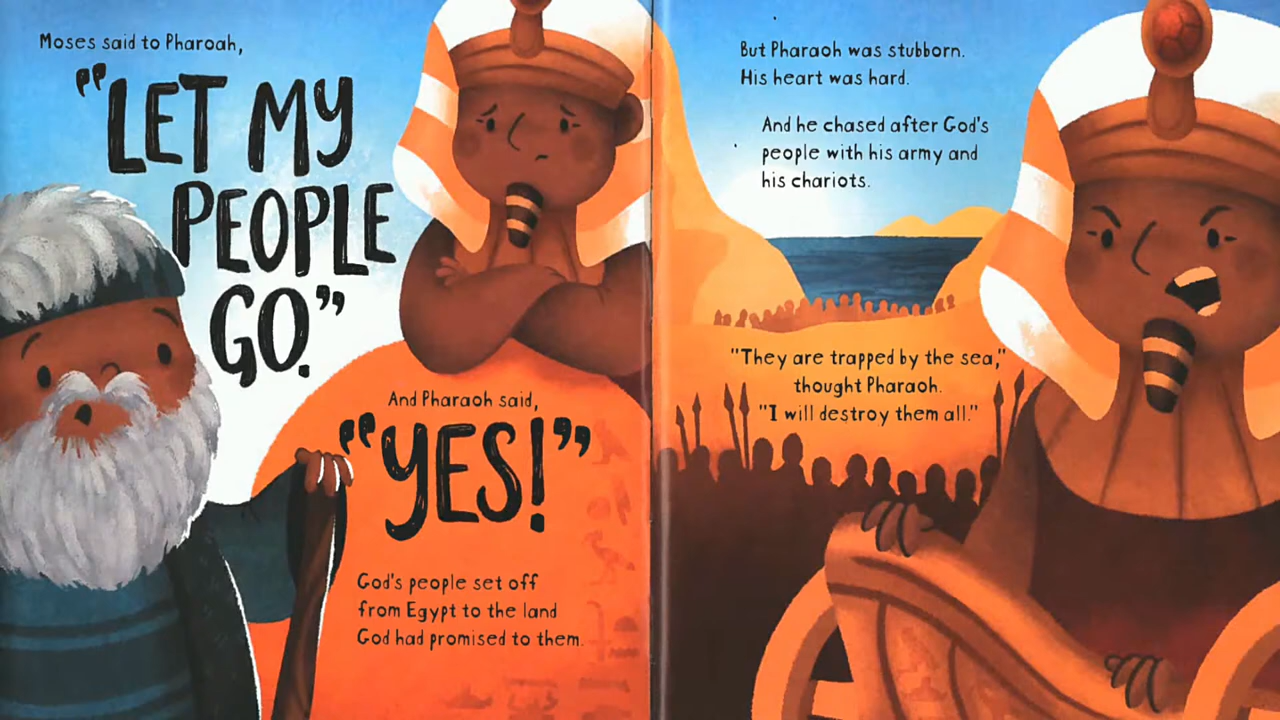 Moses said to Pharoah,
"LET MY
PEOPLE
GO."
And Pharaoh said,
"YES!"
God's people set off
from Egypt to the land
God had promised to them.
But Pharaoh was stubborn.
His heart was hard.
And he chased after God's
people with his army and
his chariots.
"They are trapped by the sea,"
thought Pharaoh.
"I will destroy them all."